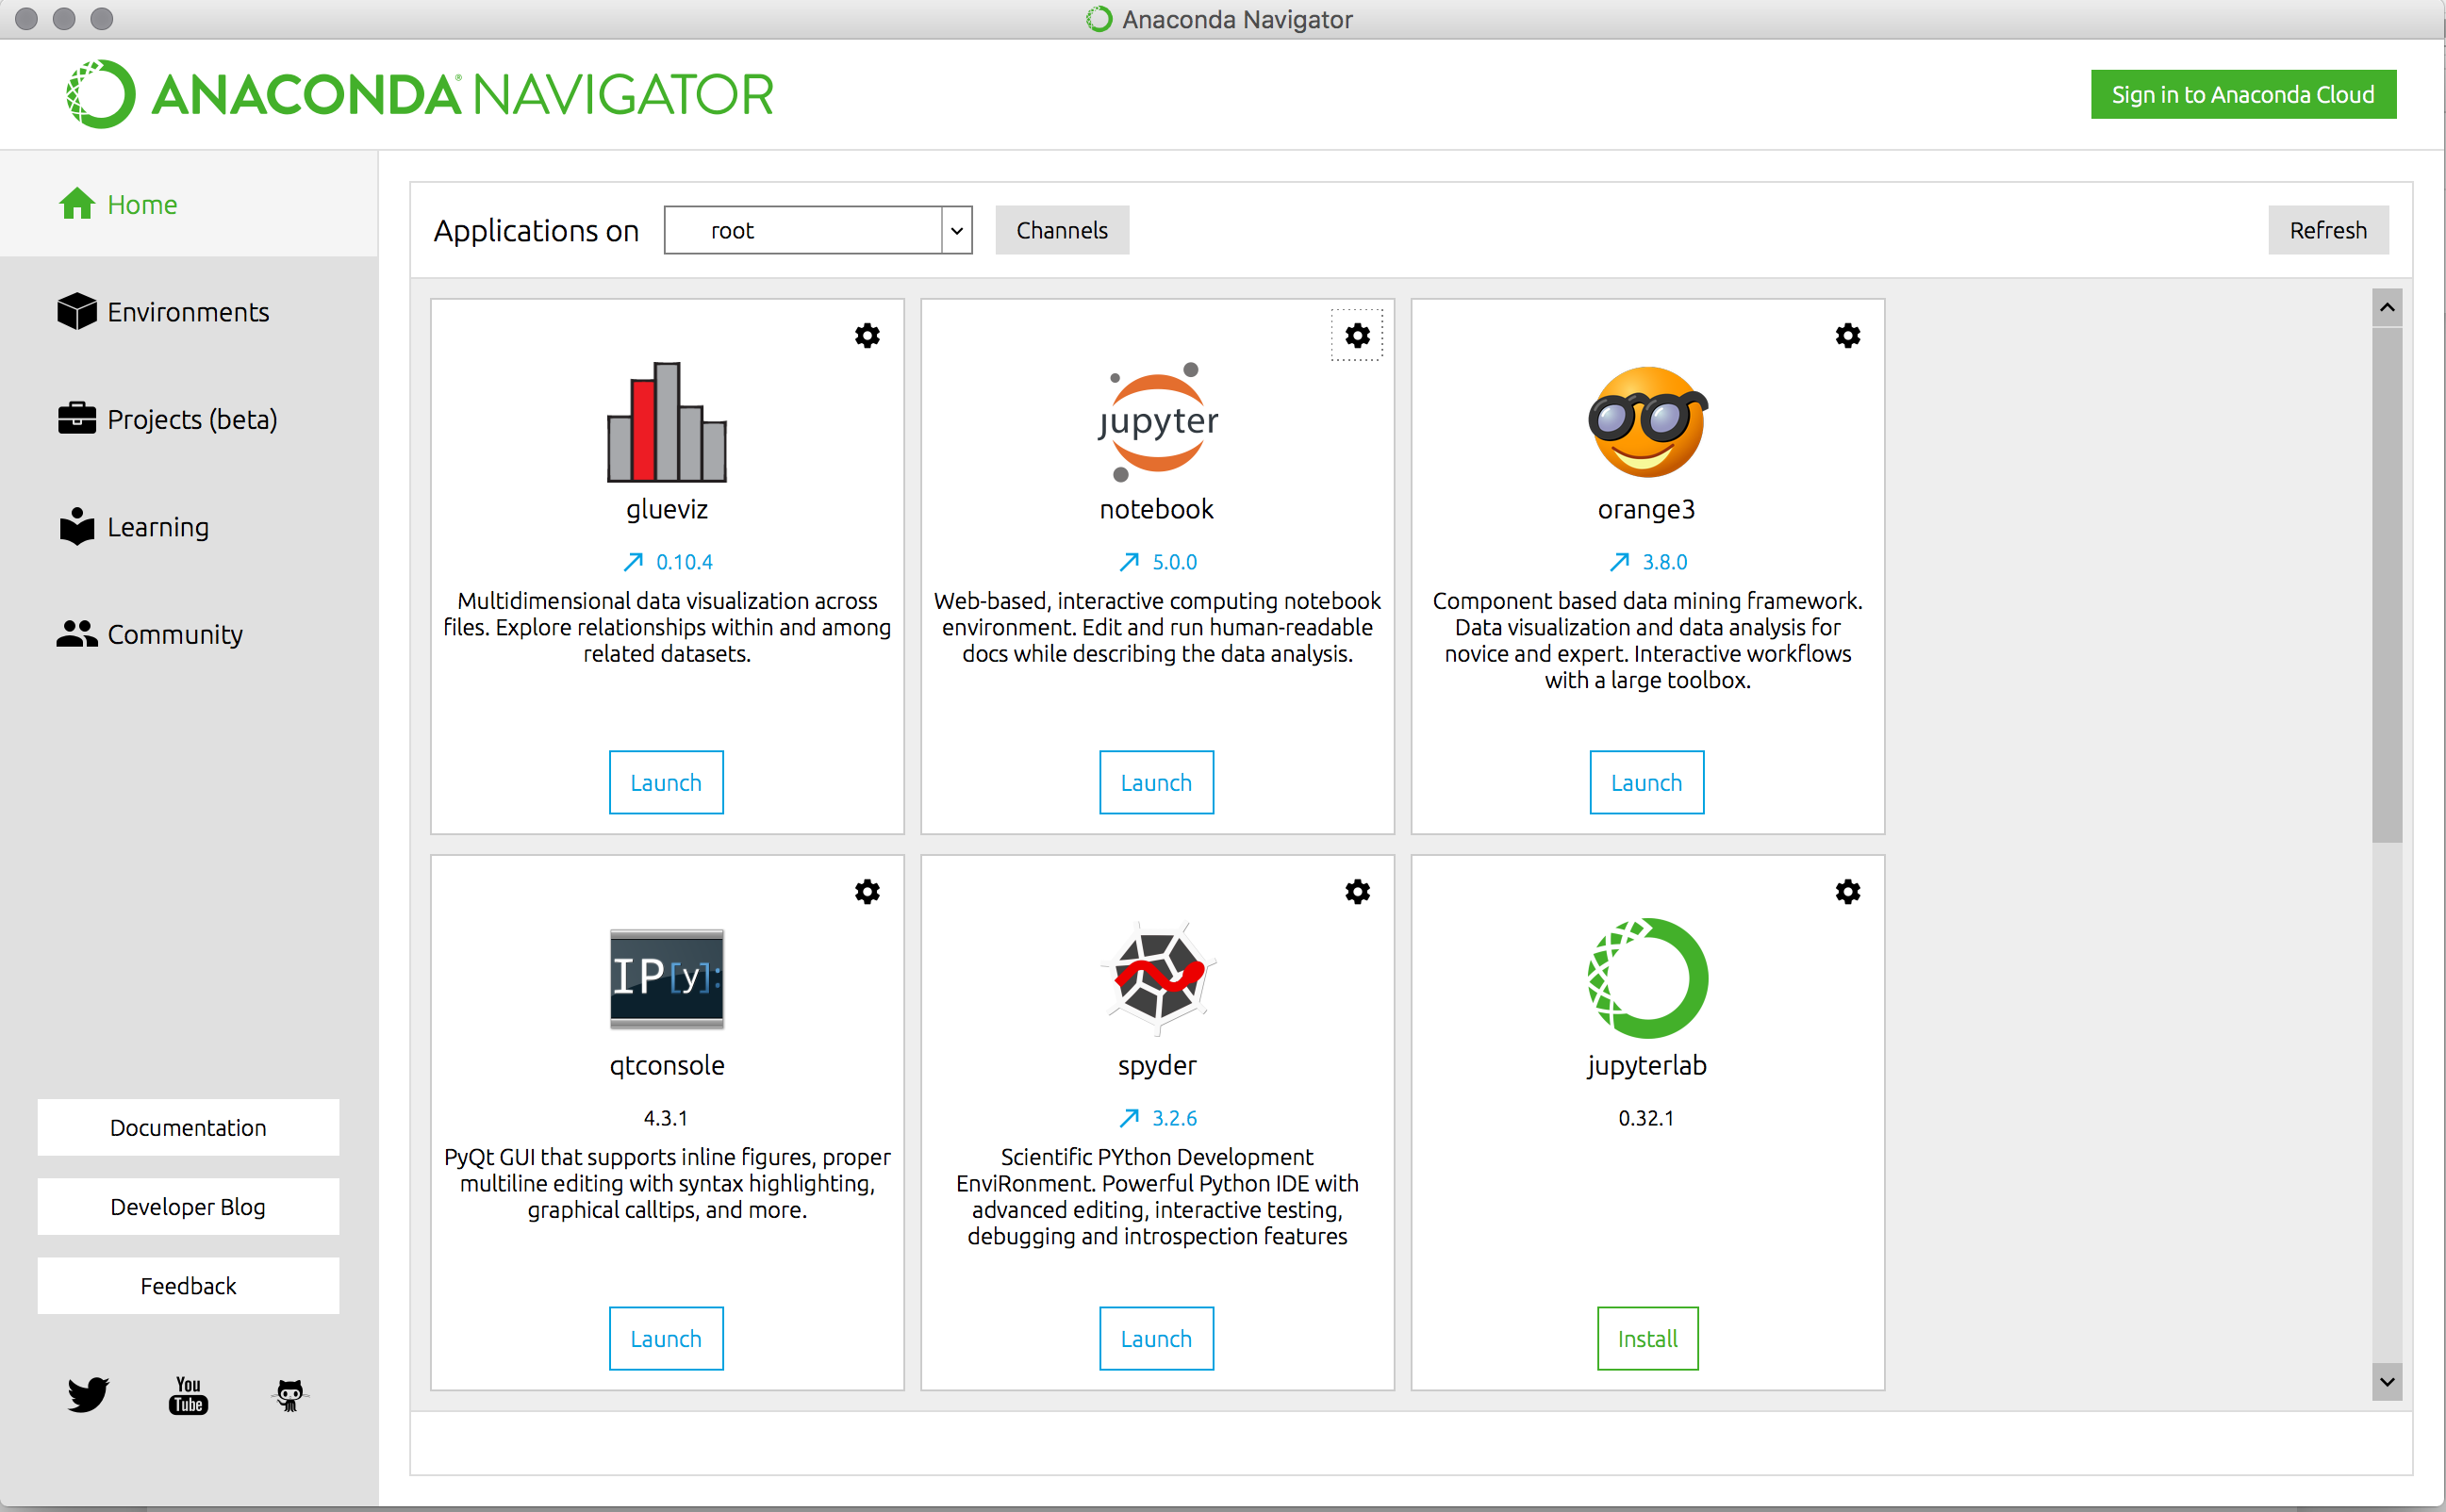 Anaconda Navigator
ANACONDA® NAVIGATOR
Sign in to Anaconda Cloud
Home
Environments
Projects (beta)
Learning
Community
Documentation
Developer Blog
Feedback
You
Tube
Applications on
root
Channels
Refresh
glueviz
0.10.4
Multidimensional data visualization across
files. Explore relationships within and among
related datasets.
Launch
jupyter
notebook
5.0.0
Web-based, interactive computing notebook
environment. Edit and run human-readable
docs while describing the data analysis.
Launch
orange3
3.8.0
Component based data mining framework.
Data visualization and data analysis for
novice and expert. Interactive workflows
with a large toolbox.
Launch
IP[y]:
qtconsole
4.3.1
PyQt GUI that supports inline figures, proper
multiline editing with syntax highlighting,
graphical calltips, and more.
Launch
spyder
3.2.6
Scientific PYthon Development
EnviRonment. Powerful Python IDE with
advanced editing, interactive testing,
debugging and introspection features
Launch
jupyterlab
0.32.1
Install